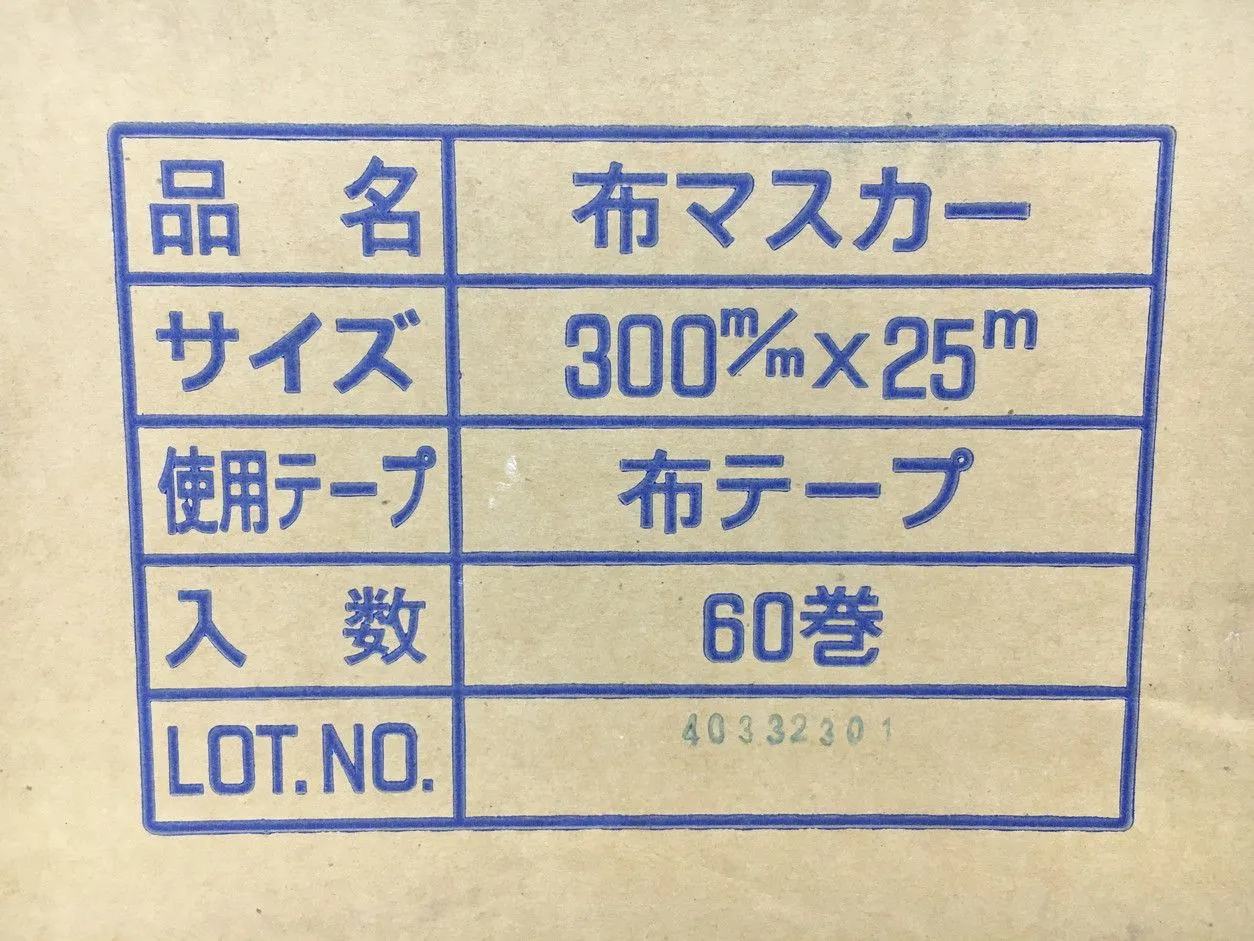 品名 布マスカー
サイズ 300m/m×25m
使用テープ 布テープ
入数 60巻
LOT.NO. 40332301